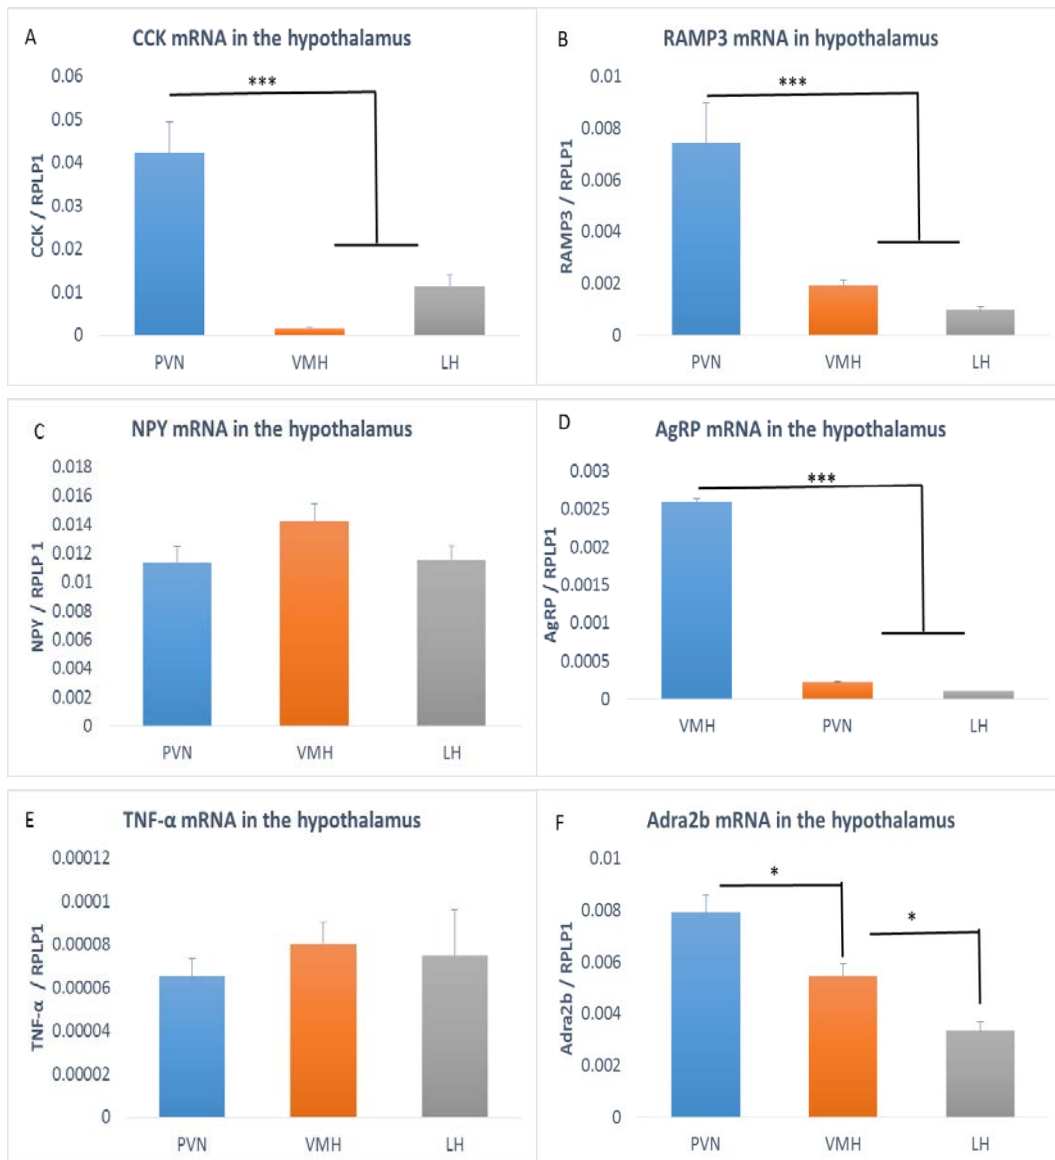 A
CCK mRNA in the hypothalamus
0.06
0.05
0.04
0.03
0.02
0.01
0
CCK / RPLP1
***
PVN VMH LH
B
RAMP3 mRNA in hypothalamus
0.01
0.008
0.006
0.004
0.002
0
RAMP3 / RPLP1
***
PVN VMH LH
C
NPY mRNA in the hypothalamus
0.018
0.016
0.014
0.012
0.01
0.008
0.006
0.004
0.002
0
NPY / RPLP 1
PVN VMH LH
D
AgRP mRNA in the hypothalamus
0.003
0.0025
0.002
0.0015
0.001
0.0005
0
AgRP / RPLP1
***
VMH PVN LH
E
TNF-α mRNA in the hypothalamus
0.00012
0.0001
0.00008
0.00006
0.00004
0.00002
0
TNF-α / RPLP1
PVN VMH LH
F
Adra2b mRNA in the hypothalamus
0.01
0.008
0.006
0.004
0.002
0
Adra2b / RPLP1
*
*
PVN VMH LH